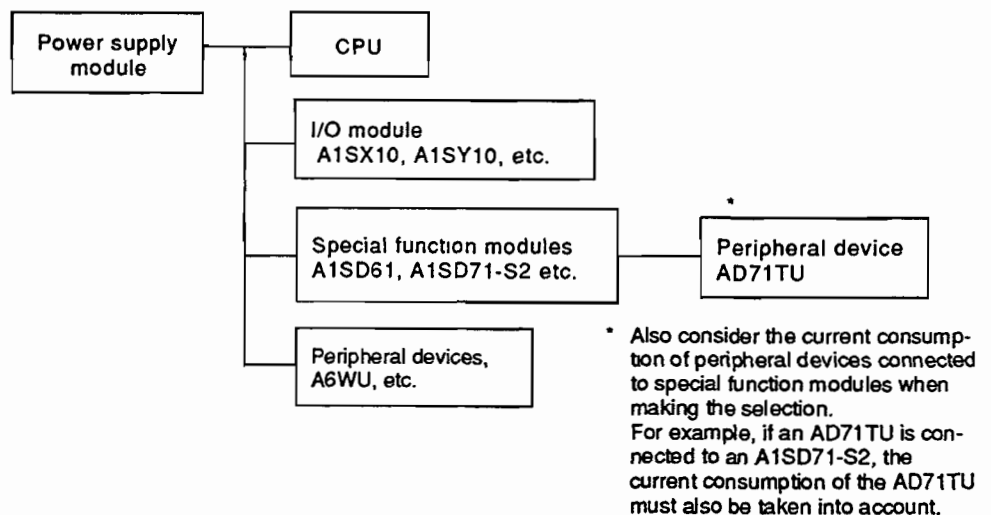 Power supply
module
CPU
I/O module
A1SX10, A1SY10, etc.
Special function modules
A1SD61, A1SD71-S2 etc.
*
Peripheral device
AD71TU
Peripheral devices,
A6WU, etc.
* Also consider the current consump-
tion of peripheral devices connected
to special function modules when
making the selection.
For example, if an AD71TU is con-
nected to an A1SD71-S2, the
current consumption of the AD71TU
must also be taken into account.